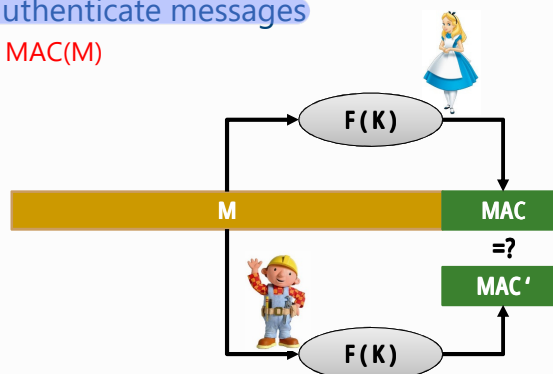 uthenticate messages
MAC(M)
F(K)
M MAC
=?
MAC‘
F(K)